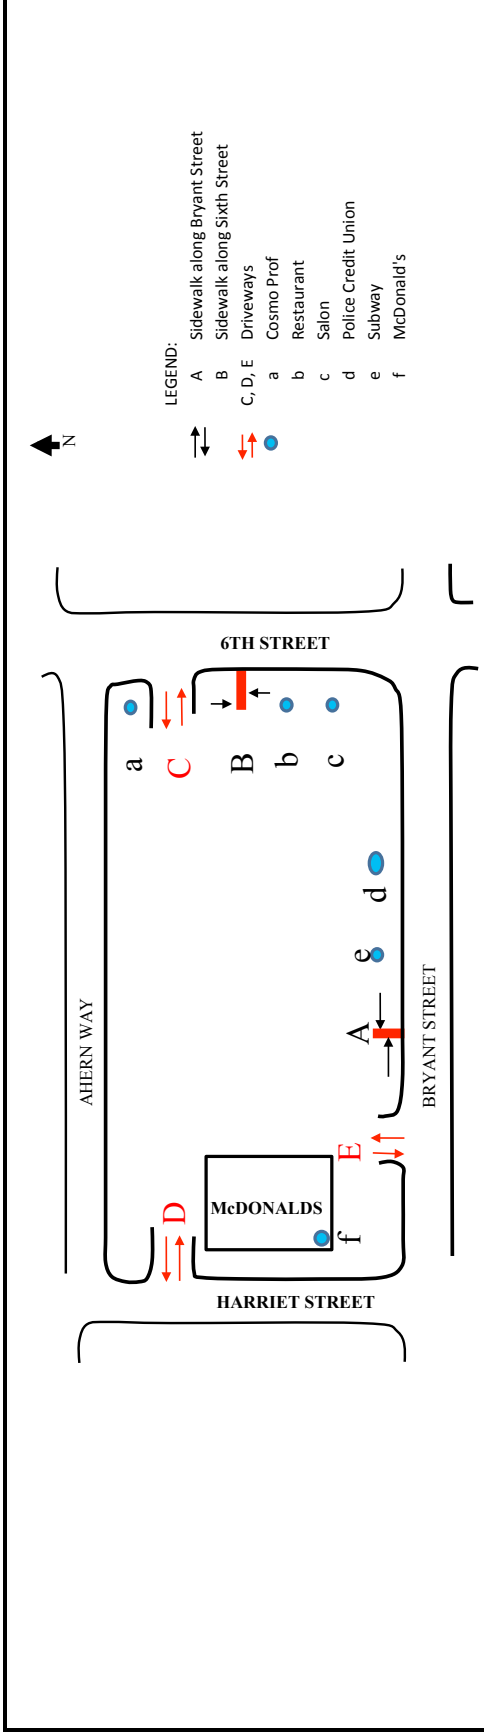 N
LEGEND:
A Sidewalk along Bryant Street
B Sidewalk along Sixth Street
C, D, E Driveways
a Cosmo Prof
b Restaurant
c Salon
d Police Credit Union
e Subway
f McDonald's
6TH STREET
a
C
B
b
c
d
e
A
AHERN WAY
BRYANT STREET
E
D
McDONALDS
f
HARRIET STREET